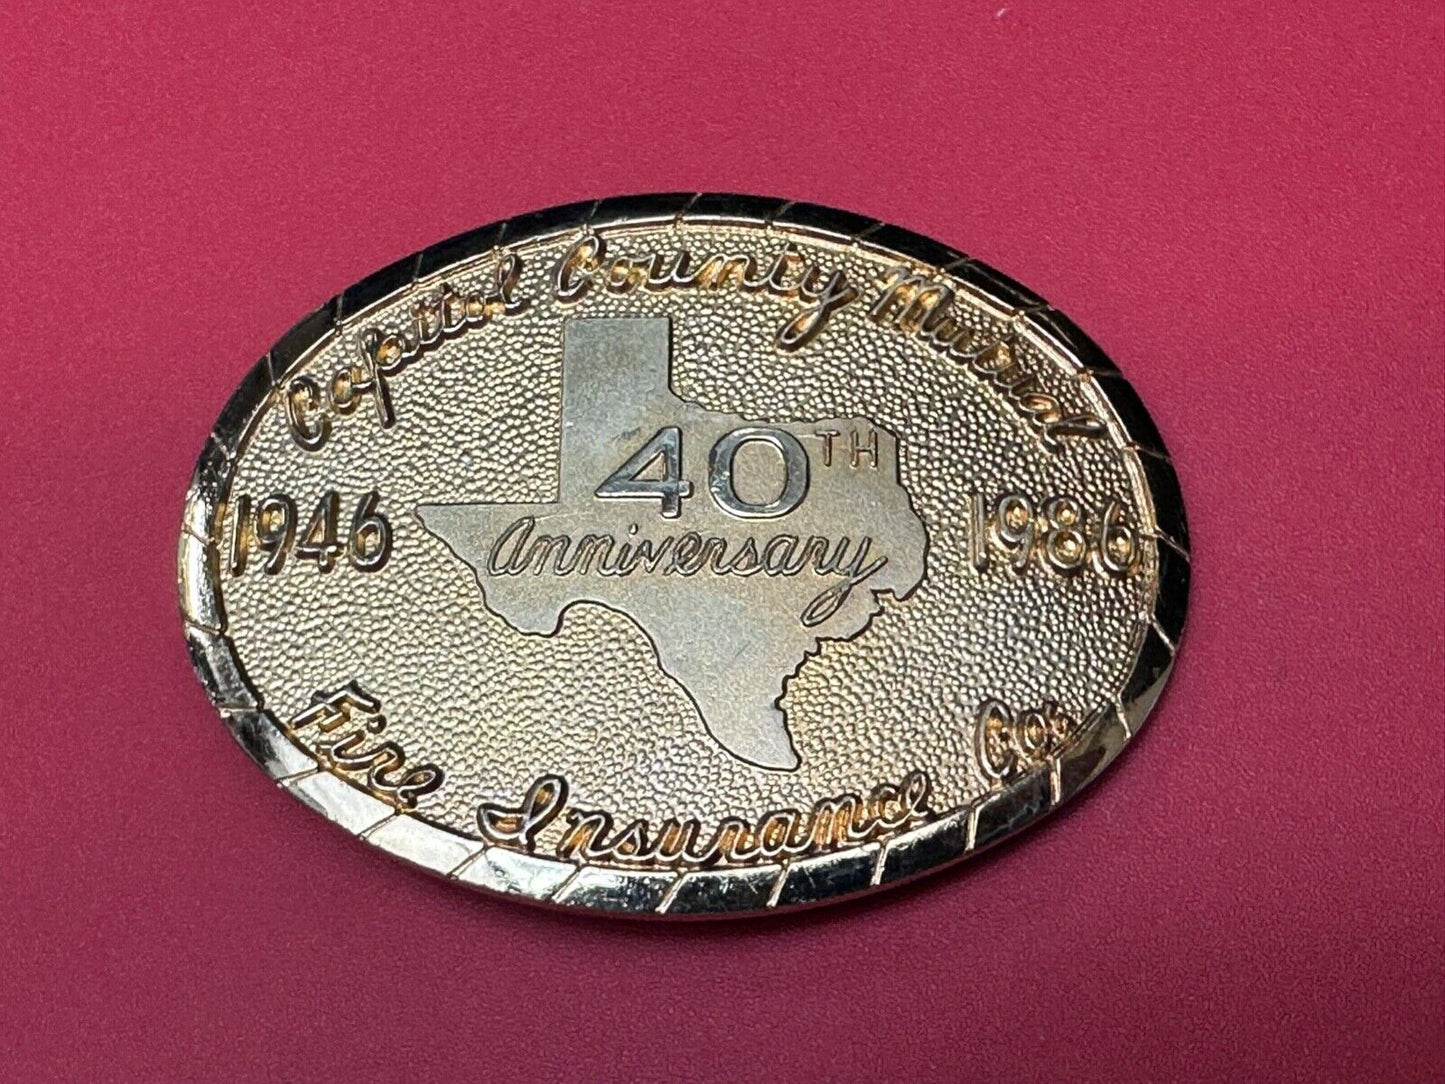 Capitol County Mutual
1946
40TH
Anniversary
1986
Fire Insurance Co.